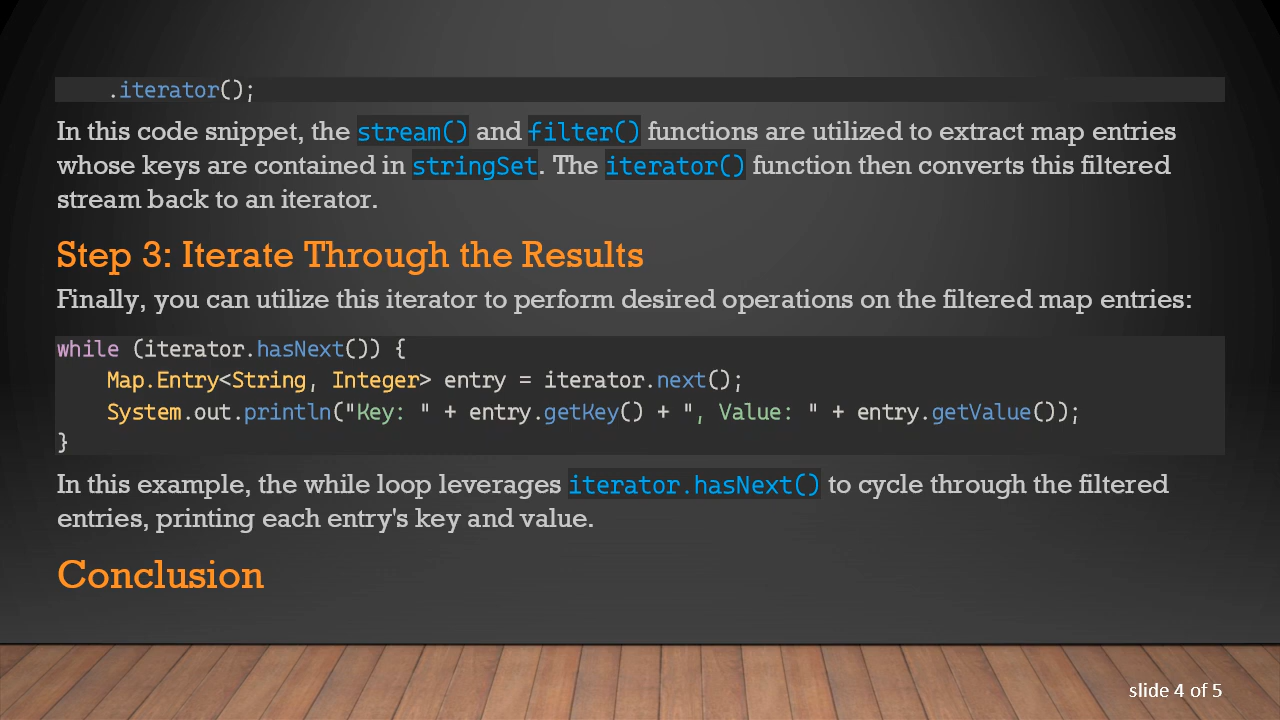 .iterator();
In this code snippet, the stream() and filter() functions are utilized to extract map entries
whose keys are contained in stringSet. The iterator() function then converts this filtered
stream back to an iterator.
Step 3: Iterate Through the Results
Finally, you can utilize this iterator to perform desired operations on the filtered map entries:
while (iterator.hasNext()) {
    Map.Entry<String, Integer> entry = iterator.next();
    System.out.println("Key: " + entry.getKey() + ", Value: " + entry.getValue());
}
In this example, the while loop leverages iterator.hasNext() to cycle through the filtered
entries, printing each entry's key and value.
Conclusion
slide 4 of 5